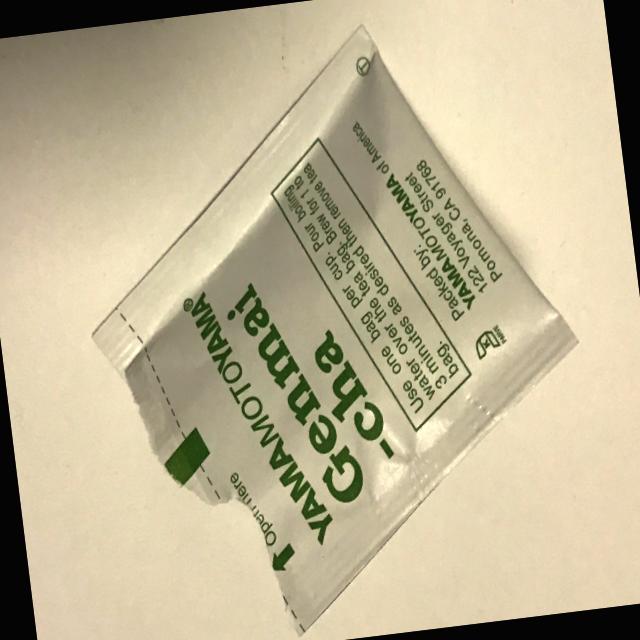 Open Here
YAMAMOTOYAMA®
Genmai
-cha
Use one bag per cup. Pour boiling
water over the tea bag. Brew for 1 to
3 minutes as desired then remove tea
bag.
Packed by:
YAMAMOTOYAMA of America
122 Voyager Street
Pomona, CA 91768